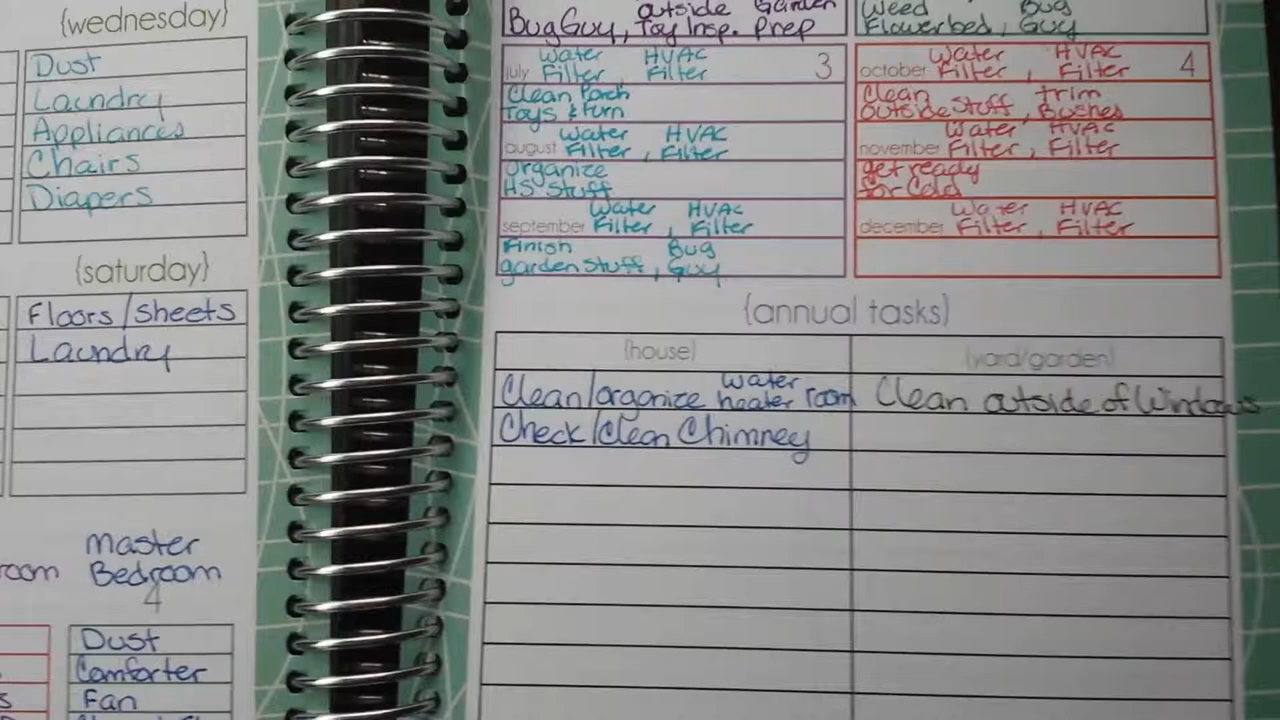 {wednesday}
Dust
Laundry
Appliances
Chairs
Diapers
{saturday}
Floors/sheets
Laundry
room
Master
Bedroom
4
Dust
Comforter
Fan
outside Garden
Bug Guy, Toy Insp. Prep
Weed Bug
Flowerbed, Guy
Water HVAC
july Filter, Filter 3
Clean Porch
Toys & furn
Water HVAC
august Filter, Filter
organize
HS Stuff
Water HVAC
september Filter, Filter
Finish Bug
garden stuff, Guy
Water HVAC
october Filter, Filter 4
Clean trim
outside stuff, Bushes
Water HVAC
november Filter, Filter
get ready
for Cold
Water HVAC
december Filter, Filter
{annual tasks}
{house}
Clean/organize water
heater room
Check/Clean Chimney
{yard/garden}
Clean outside of Windows